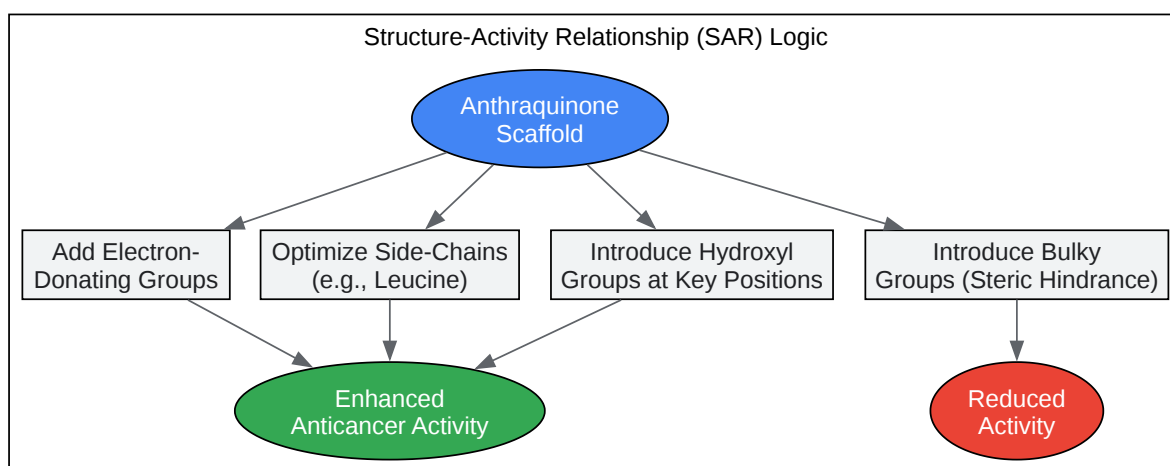 Structure-Activity Relationship (SAR) Logic
Anthraquinone
Scaffold
Add Electron-
Donating Groups
Optimize Side-Chains
(e.g., Leucine)
Introduce Hydroxyl
Groups at Key Positions
Introduce Bulky
Groups (Steric Hindrance)
Enhanced
Anticancer Activity
Reduced
Activity